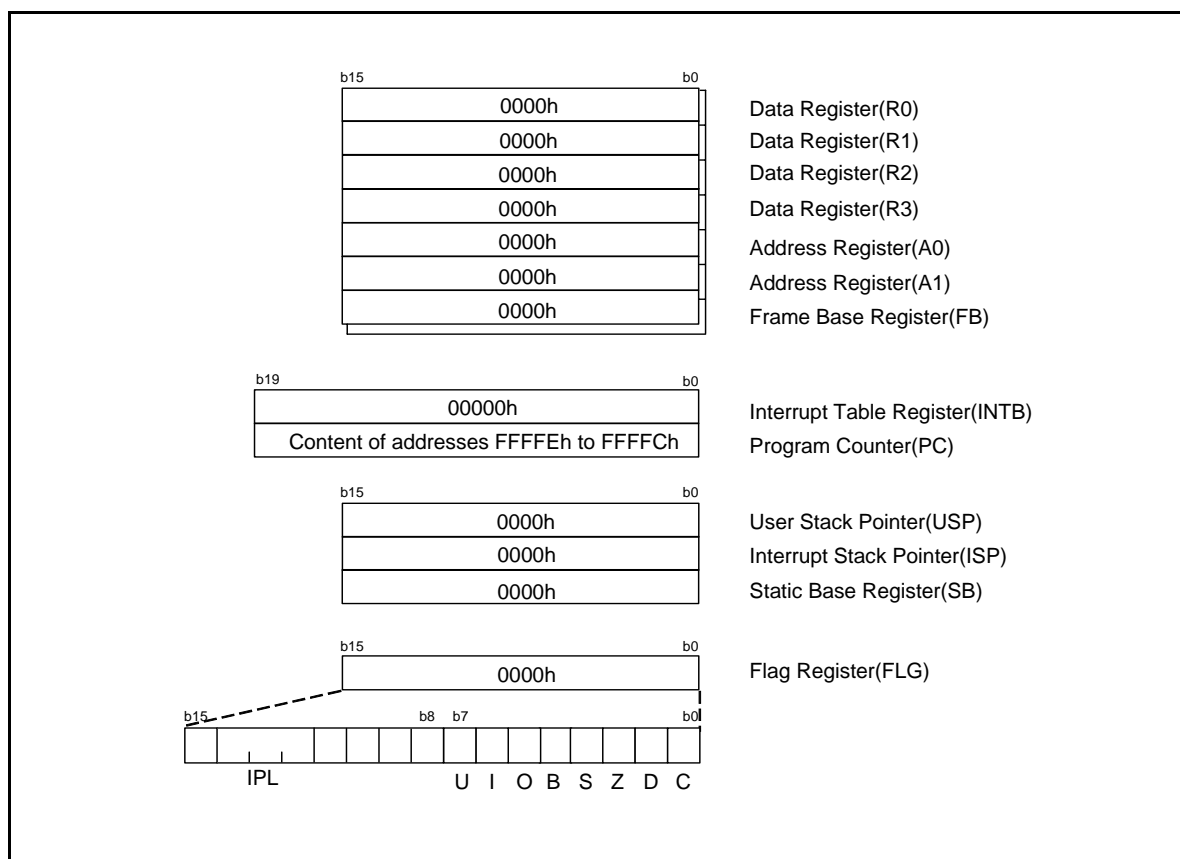 b15 b0
0000h Data Register(R0)
0000h Data Register(R1)
0000h Data Register(R2)
0000h Data Register(R3)
0000h Address Register(A0)
0000h Address Register(A1)
0000h Frame Base Register(FB)
b19 b0
00000h Interrupt Table Register(INTB)
Content of addresses FFFFEh to FFFFCh Program Counter(PC)
b15 b0
0000h User Stack Pointer(USP)
0000h Interrupt Stack Pointer(ISP)
0000h Static Base Register(SB)
b15 b0
0000h Flag Register(FLG)
b15 b8 b7 b0
IPL U I O B S Z D C